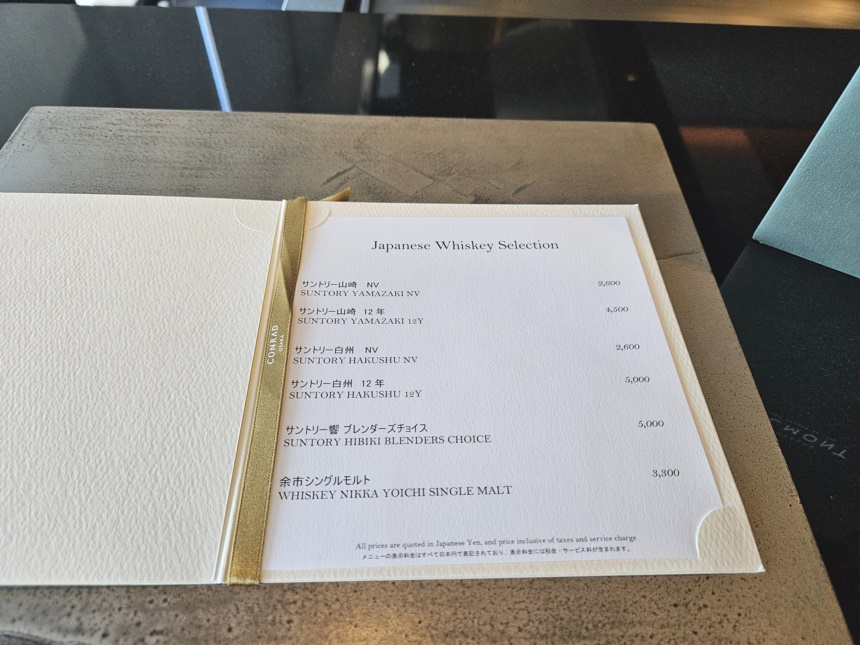 Japanese Whiskey Selection
サントリー山崎 NV 2,600
SUNTORY YAMAZAKI NV
サントリー山崎 12 年 4,500
SUNTORY YAMAZAKI 12Y
サントリー白州 NV 2,600
SUNTORY HAKUSHU NV
サントリー白州 12 年 5,000
SUNTORY HAKUSHU 12Y
サントリー響 ブレンダーズチョイス 5,000
SUNTORY HIBIKI BLENDERS CHOICE
余市シングルモルト 3,300
WHISKEY NIKKA YOICHI SINGLE MALT
All prices are quoted in Japanese Yen, and price inclusive of taxes and service charge
メニューの表示料金はすべて日本円で表記されており、表示料金には税金・サービス料が含まれます。
CONRAD
OSAKA